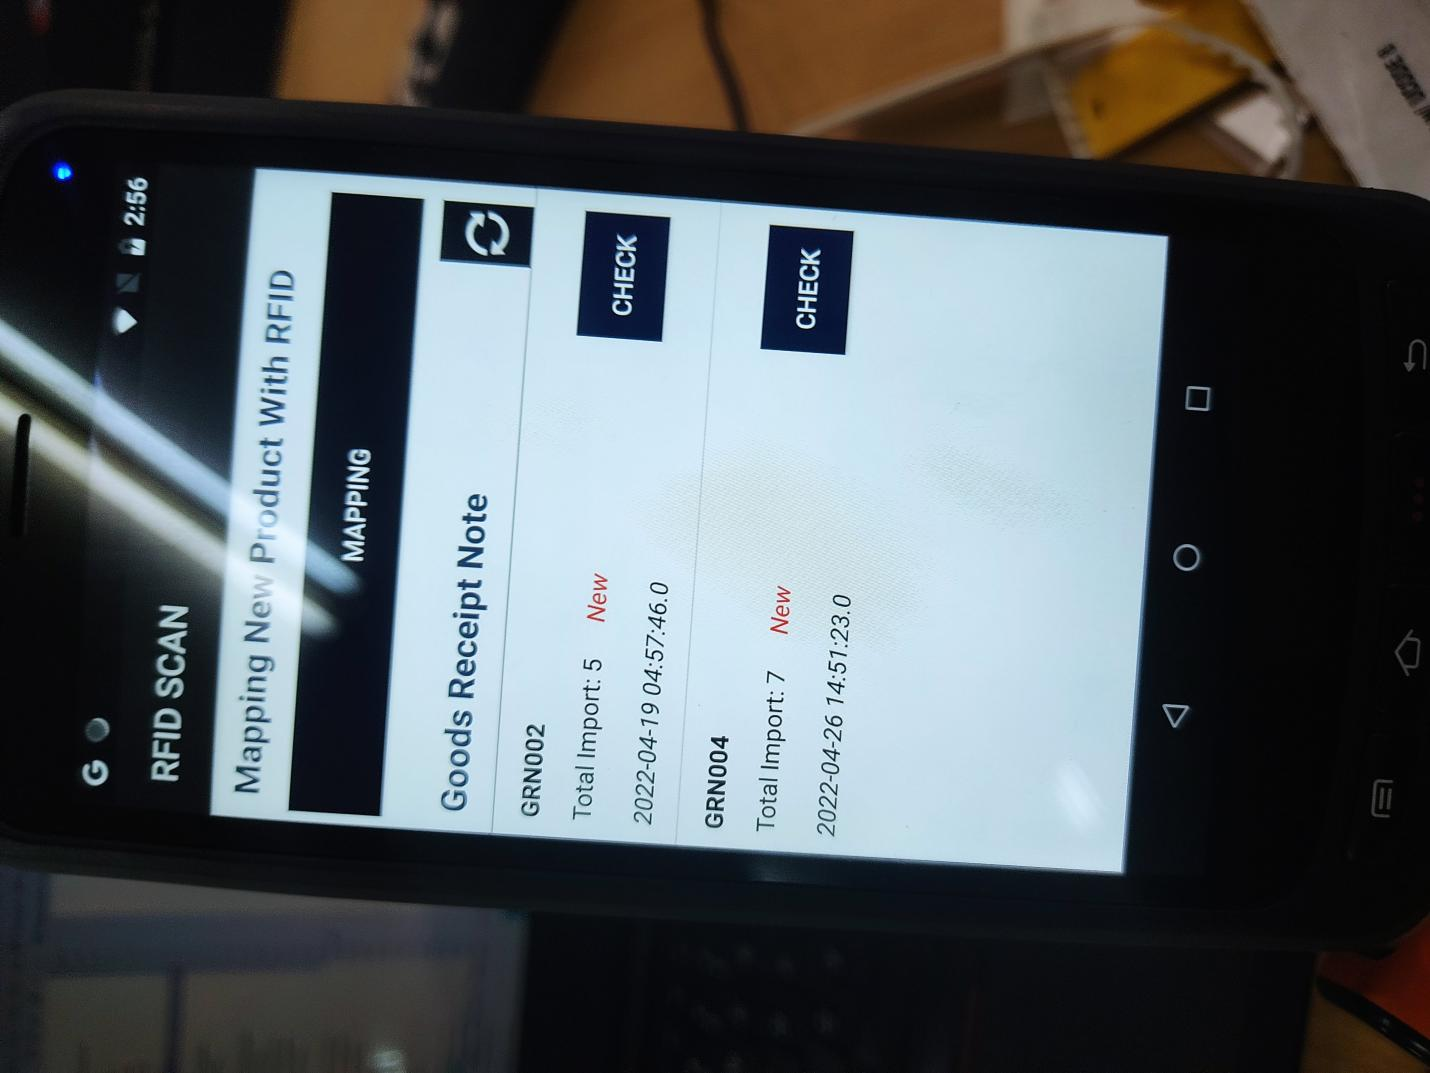 G
2:56
RFID SCAN
Mapping New Product With RFID
MAPPING
Goods Receipt Note
GRN002
Total Import: 5 New
2022-04-19 04:57:46.0
CHECK
GRN004
Total Import: 7 New
2022-04-26 14:51:23.0
CHECK